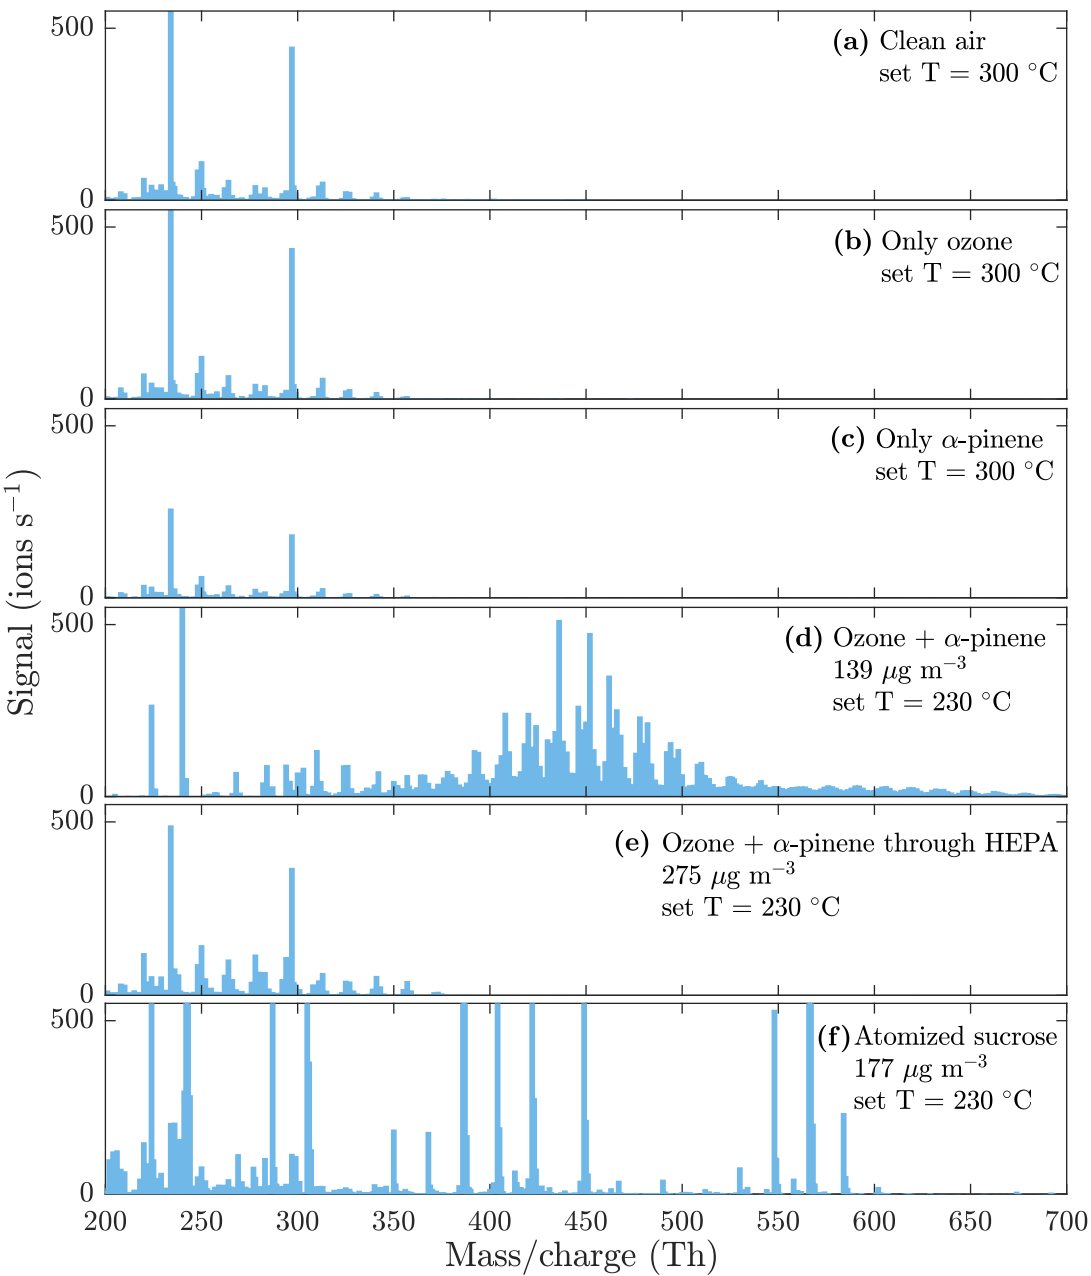 500
(a) Clean air
set T = 300 °C
0
500
(b) Only ozone
set T = 300 °C
0
500
(c) Only α-pinene
set T = 300 °C
0
500
(d) Ozone + α-pinene
139 μg m⁻³
set T = 230 °C
0
500
(e) Ozone + α-pinene through HEPA
275 μg m⁻³
set T = 230 °C
0
500
(f) Atomized sucrose
177 μg m⁻³
set T = 230 °C
0
Signal (ions s⁻¹)
200 250 300 350 400 450 500 550 600 650 700
Mass/charge (Th)